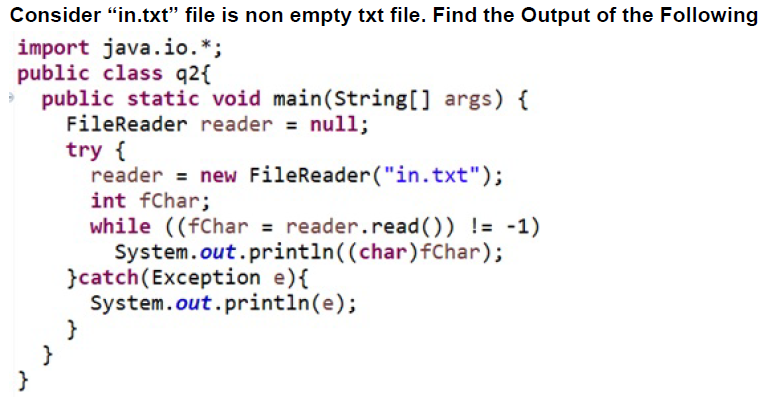 Consider “in.txt” file is non empty txt file. Find the Output of the Following
import java.io.*;
public class q2{
public static void main(String[] args) {
FileReader reader = null;
try {
reader = new FileReader("in.txt");
int fChar;
while ((fChar = reader.read()) != -1)
System.out.println((char)fChar);
}catch(Exception e){
System.out.println(e);
}
}
}